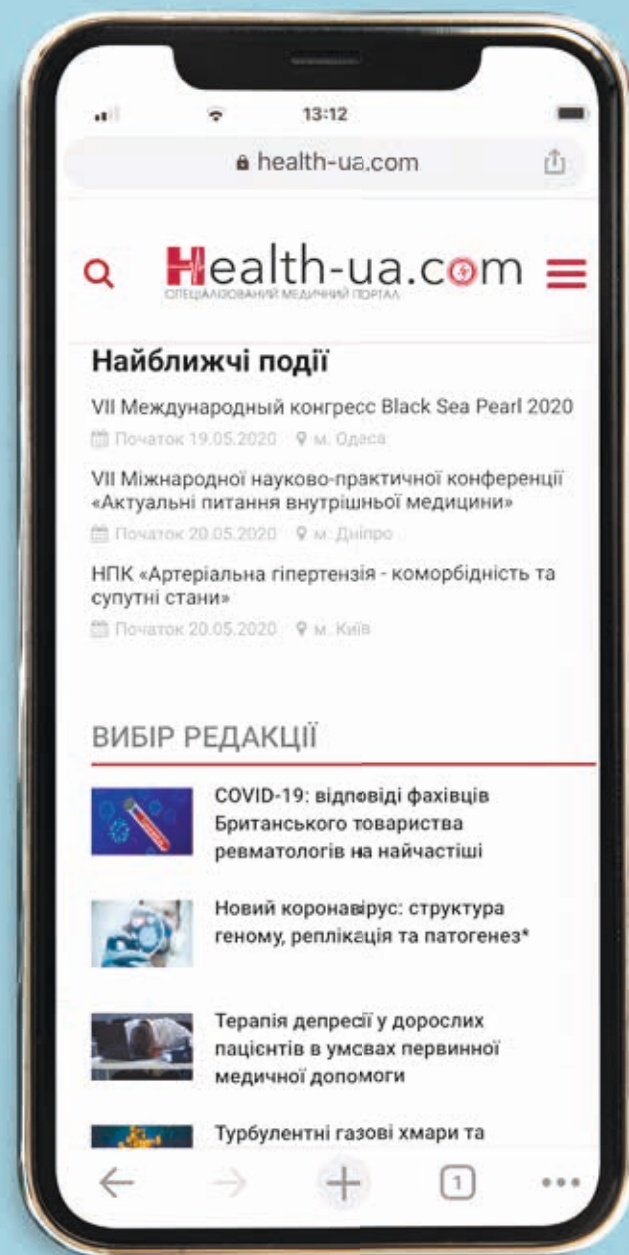 13:12
health-ua.com
Health-ua.com
СПЕЦІАЛІЗОВАНИЙ МЕДИЧНИЙ ПОРТАЛ
Найближчі події
VII Международный конгресс Black Sea Pearl 2020
Початок 19.05.2020 м. Одеса
VII Міжнародної науково-практичної конференції
«Актуальні питання внутрішньої медицини»
Початок 20.05.2020 м. Дніпро
НПК «Артеріальна гіпертензія - коморбідність та
супутні стани»
Початок 20.05.2020 м. Київ
ВИБІР РЕДАКЦІЇ
COVID-19: відповіді фахівців
Британського товариства
ревматологів на найчастіші
Новий коронавірус: структура
геному, реплікація та патогенез*
Терапія депресії у дорослих
пацієнтів в умовах первинної
медичної допомоги
Турбулентні газові хмари та
1